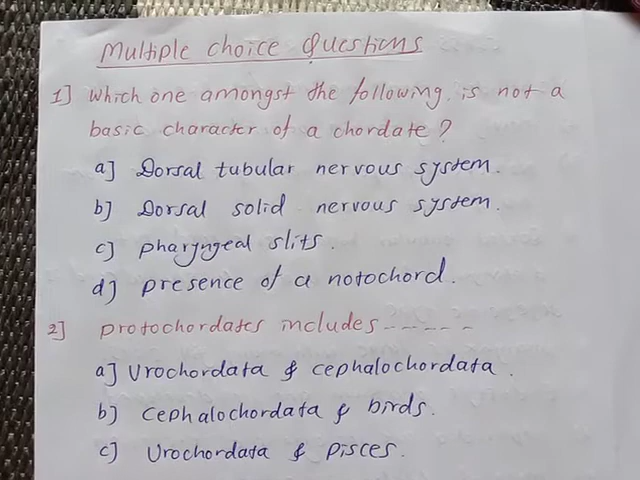 Multiple choice Questions
1] Which one amongst the following is not a
basic character of a chordate?
a] Dorsal tubular nervous system.
b] Dorsal solid nervous system.
c] pharyngeal slits.
d] presence of a notochord.
2] protochordates includes-----
a] Urochordata & cephalochordata.
b] cephalochordata & birds.
c] Urochordata & pisces.